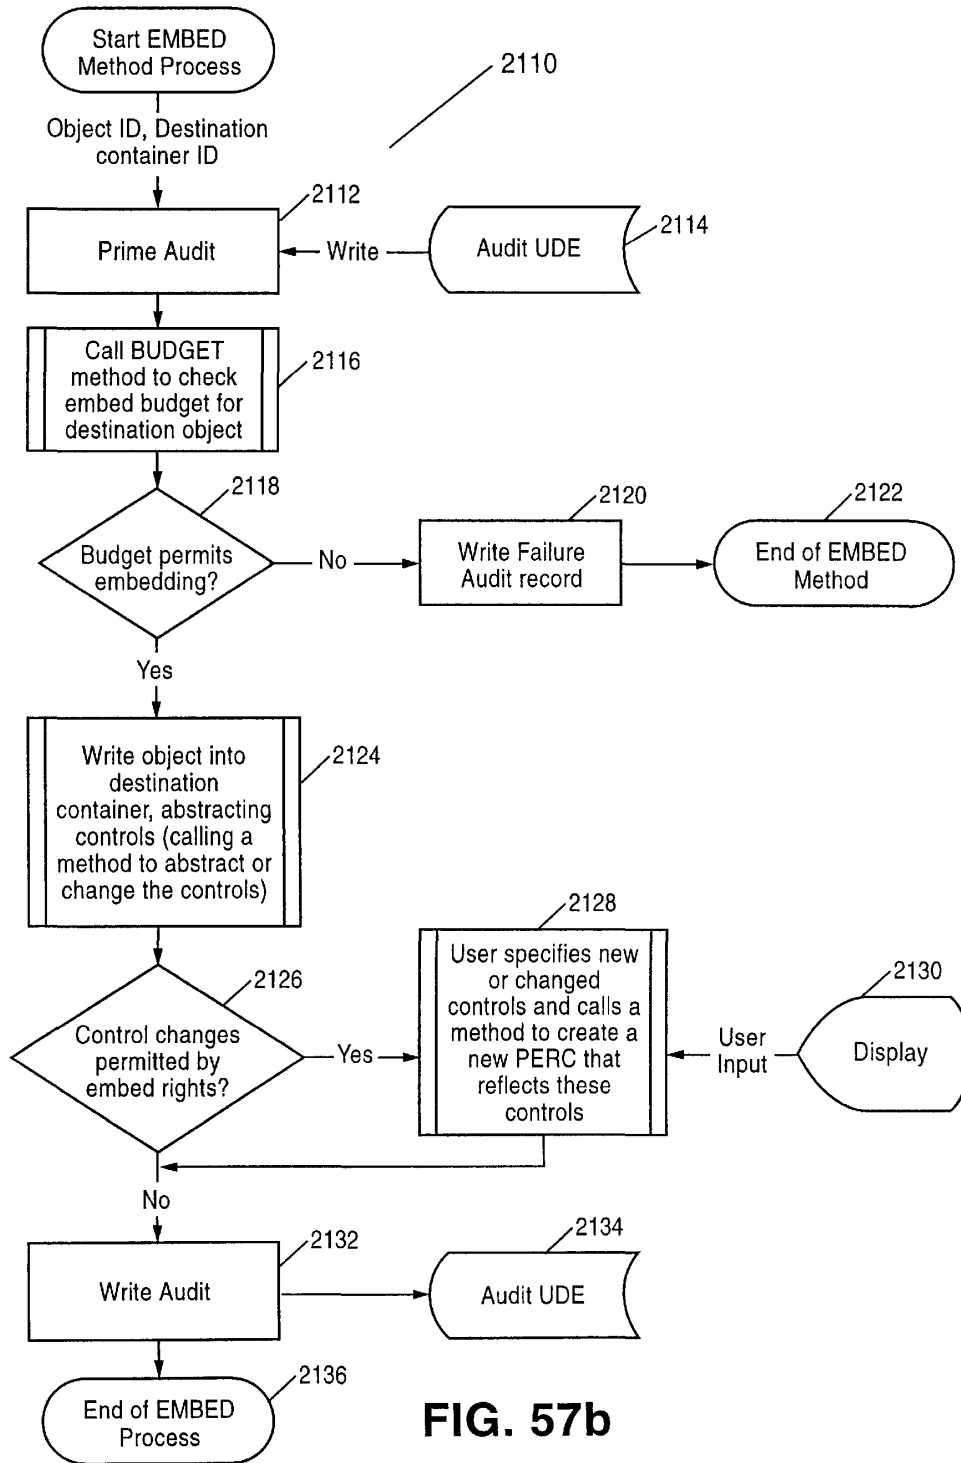 Start EMBED
Method Process
2110
Object ID, Destination
container ID
2112
Prime Audit
Write
Audit UDE
2114
Call BUDGET
method to check
embed budget for
destination object
2116
2118
Budget permits
embedding?
No
2120
Write Failure
Audit record
2122
End of EMBED
Method
Yes
Write object into
destination
container, abstracting
controls (calling a
method to abstract or
change the controls)
2124
2126
Control changes
permitted by
embed rights?
Yes
2128
User specifies new
or changed
controls and calls a
method to create a
new PERC that
reflects these
controls
User
Input
2130
Display
No
2132
Write Audit
2134
Audit UDE
2136
End of EMBED
Process
FIG. 57b